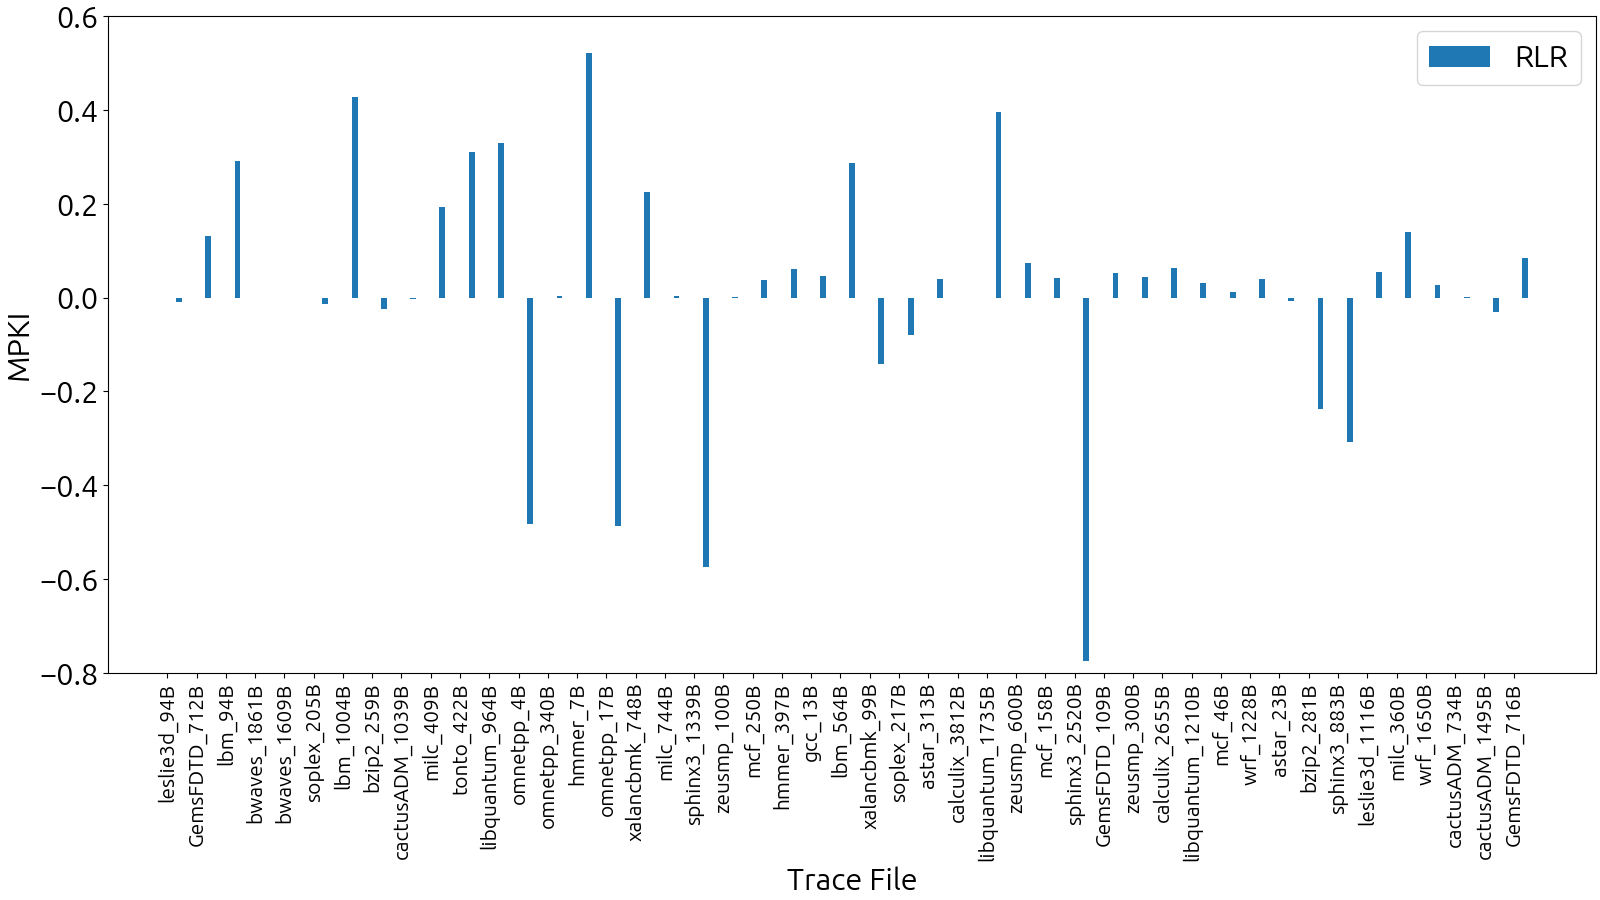 0.6
0.4
0.2
0.0
−0.2
−0.4
−0.6
−0.8
MPKI
RLR
leslie3d_94B
GemsFDTD_712B
lbm_94B
bwaves_1861B
bwaves_1609B
soplex_205B
lbm_1004B
bzip2_259B
cactusADM_1039B
milc_409B
tonto_422B
libquantum_964B
omnetpp_4B
omnetpp_340B
hmmer_7B
omnetpp_17B
xalancbmk_748B
milc_744B
sphinx3_1339B
zeusmp_100B
mcf_250B
hmmer_397B
gcc_13B
lbm_564B
xalancbmk_99B
soplex_217B
astar_313B
calculix_3812B
libquantum_1735B
zeusmp_600B
mcf_158B
sphinx3_2520B
GemsFDTD_109B
zeusmp_300B
calculix_2655B
libquantum_1210B
mcf_46B
wrf_1228B
astar_23B
bzip2_281B
sphinx3_883B
leslie3d_1116B
milc_360B
wrf_1650B
cactusADM_734B
cactusADM_1495B
GemsFDTD_716B
Trace File